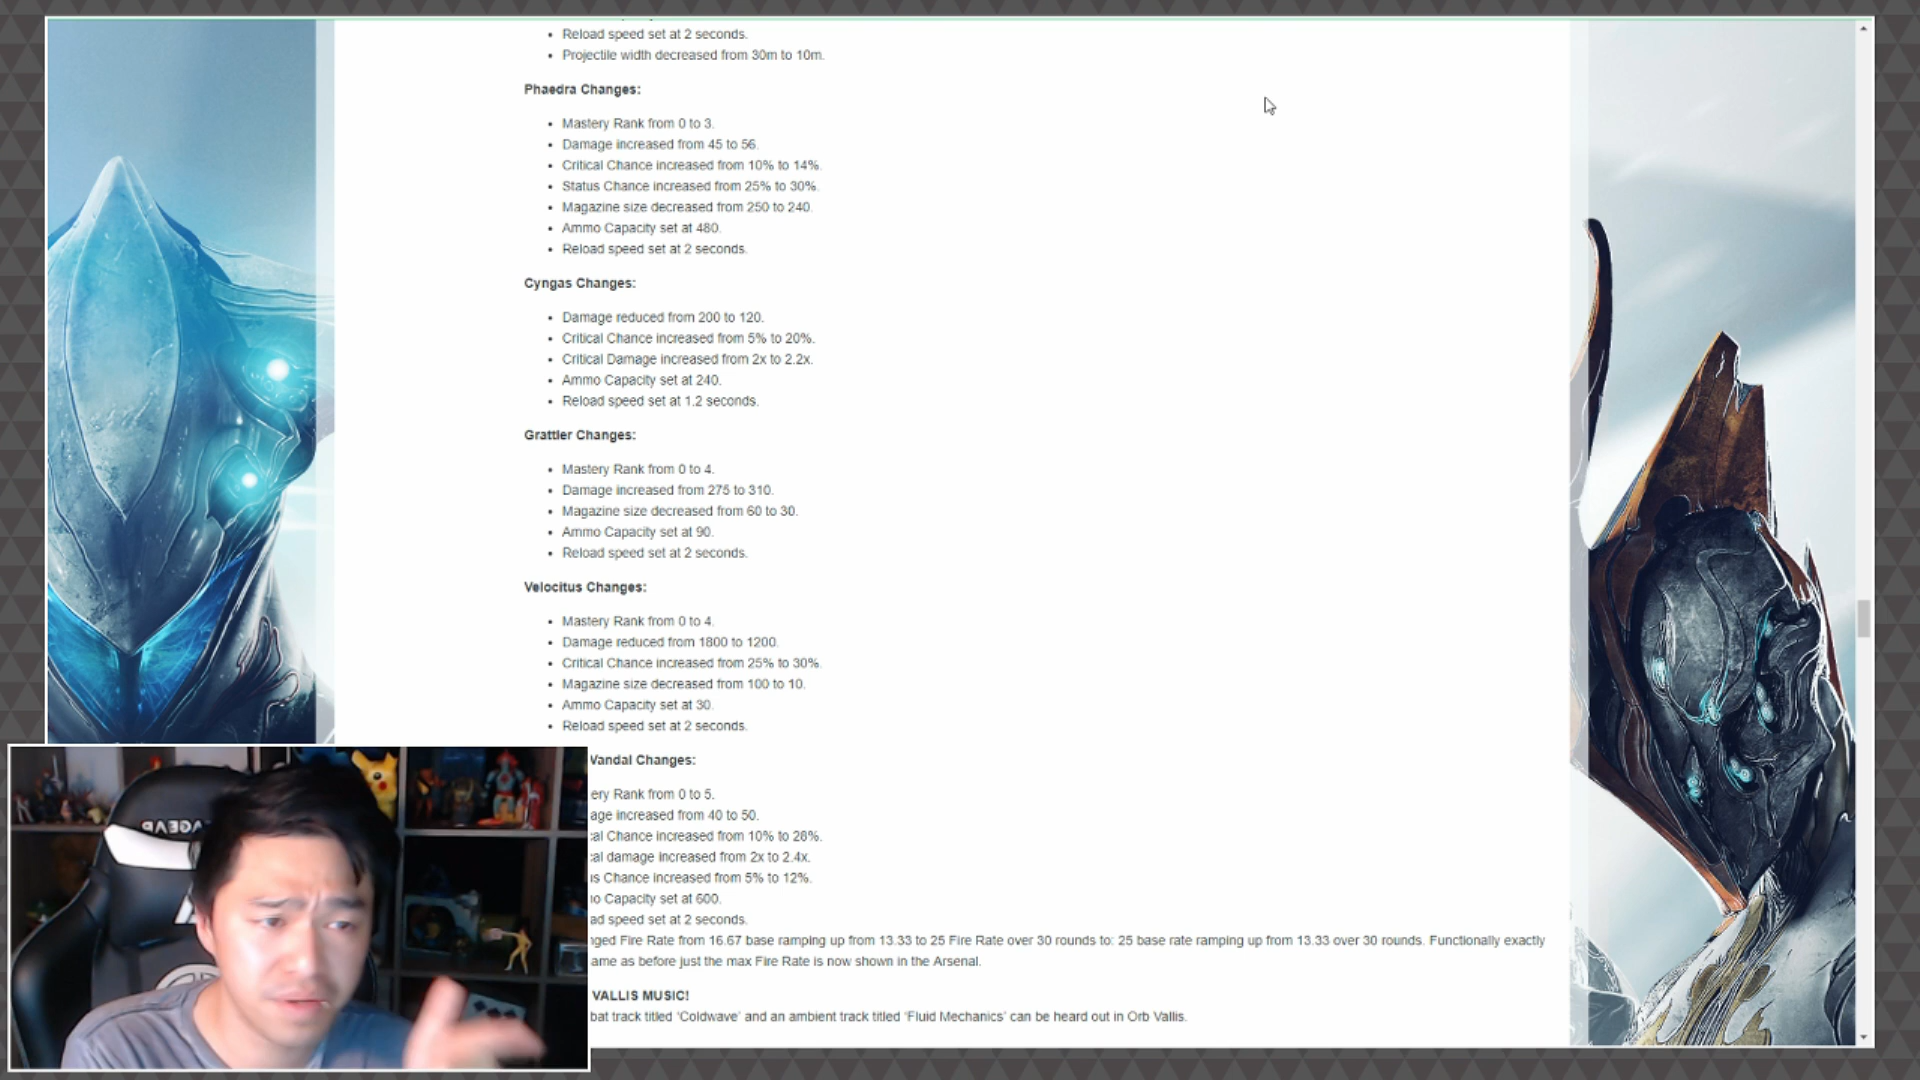 Reload speed set at 2 seconds.
Projectile width decreased from 30m to 10m.
Phaedra Changes:
Mastery Rank from 0 to 3.
Damage increased from 45 to 56.
Critical Chance increased from 10% to 14%.
Status Chance increased from 25% to 30%.
Magazine size decreased from 250 to 240.
Ammo Capacity set at 480.
Reload speed set at 2 seconds.
Cyngas Changes:
Damage reduced from 200 to 120.
Critical Chance increased from 5% to 20%.
Critical Damage increased from 2x to 2.2x.
Ammo Capacity set at 240.
Reload speed set at 1.2 seconds.
Grattler Changes:
Mastery Rank from 0 to 4.
Damage increased from 275 to 310.
Magazine size decreased from 60 to 30.
Ammo Capacity set at 90.
Reload speed set at 2 seconds.
Velocitus Changes:
Mastery Rank from 0 to 4.
Damage reduced from 1800 to 1200.
Critical Chance increased from 25% to 30%.
Magazine size decreased from 100 to 10.
Ammo Capacity set at 30.
Reload speed set at 2 seconds.
Vandal Changes:
ery Rank from 0 to 5.
age increased from 40 to 50.
cal Chance increased from 10% to 28%.
cal damage increased from 2x to 2.4x.
us Chance increased from 5% to 12%.
o Capacity set at 600.
ad speed set at 2 seconds.
nged Fire Rate from 16.67 base ramping up from 13.33 to 25 Fire Rate over 30 rounds to: 25 base rate ramping up from 13.33 over 30 rounds. Functionally exactly
ame as before just the max Fire Rate is now shown in the Arsenal.
VALLIS MUSIC!
bat track titled 'Coldwave' and an ambient track titled 'Fluid Mechanics' can be heard out in Orb Vallis.